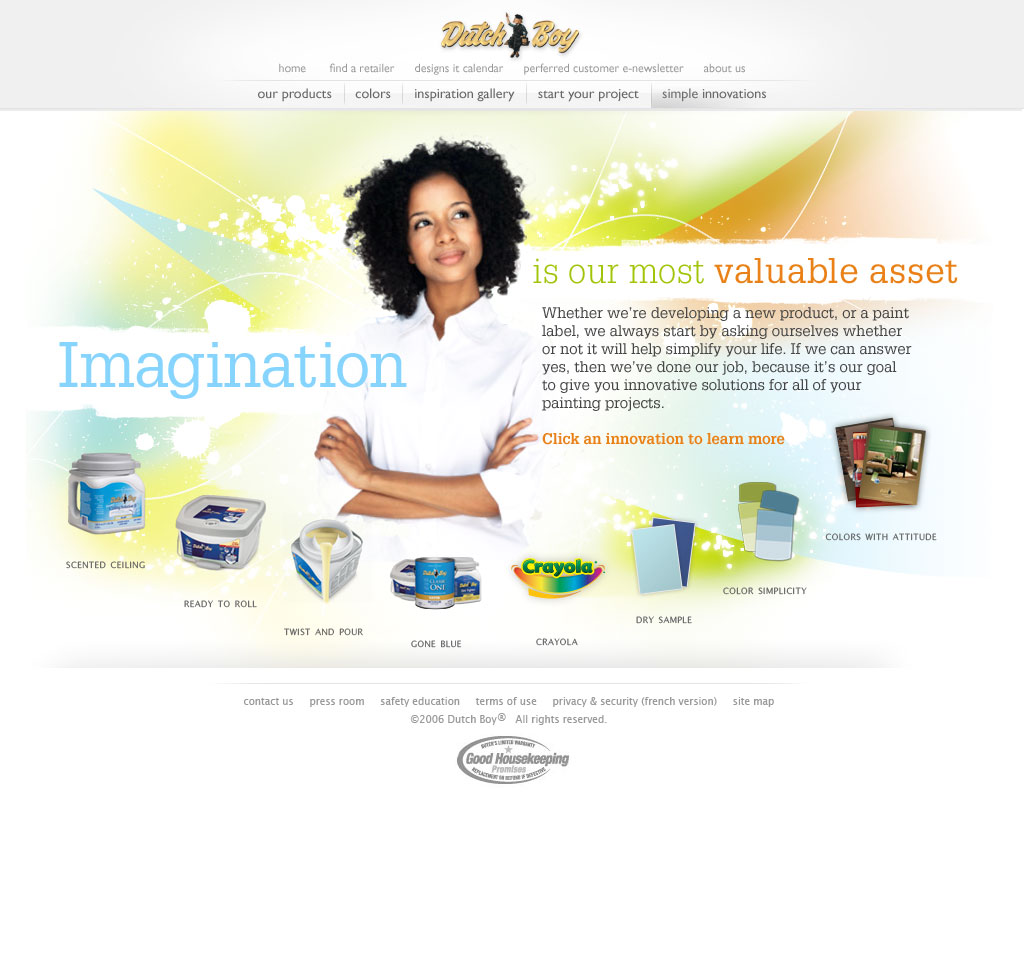 Dutch Boy
home find a retailer designs it calendar perferred customer e-newsletter about us
our products colors inspiration gallery start your project simple innovations
Imagination
is our most valuable asset
Whether we're developing a new product, or a paint
label, we always start by asking ourselves whether
or not it will help simplify your life. If we can answer
yes, then we've done our job, because it's our goal
to give you innovative solutions for all of your
painting projects.
Click an innovation to learn more
Dutch Boy
SCENTED CEILING
READY TO ROLL
Dutch Boy
TWIST AND POUR
Dutch Boy
GONE BLUE
Crayola
CRAYOLA
DRY SAMPLE
COLOR SIMPLICITY
COLORS WITH ATTITUDE
contact us press room safety education terms of use privacy & security (french version) site map
©2006 Dutch Boy® All rights reserved.
BUYER'S LIMITED WARRANTY
Good Housekeeping
Promises
REPLACEMENT OR REFUND IF DEFECTIVE